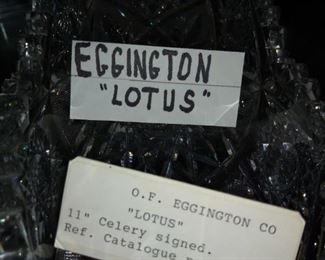 EGGINGTON
"LOTUS"
O.F. EGGINGTON CO
"LOTUS"
11" Celery signed.
Ref. Catalogue